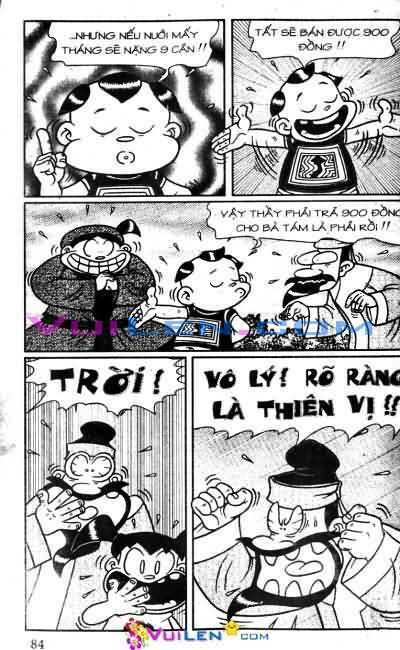 ...NHƯNG NẾU NUÔI MẤY
THÁNG SẼ NẶNG 9 CÂN !!
TẤT SẼ BÁN ĐƯỢC 900
ĐỒNG !!
VẬY THẦY PHẢI TRẢ 900 ĐỒNG
CHO BÀ TÁM LÀ PHẢI RỒI !!
VUILEN.COM
TRỜI!
VÔ LÝ! RÕ RÀNG
LÀ THIÊN VỊ !!
84
VUILEN.COM